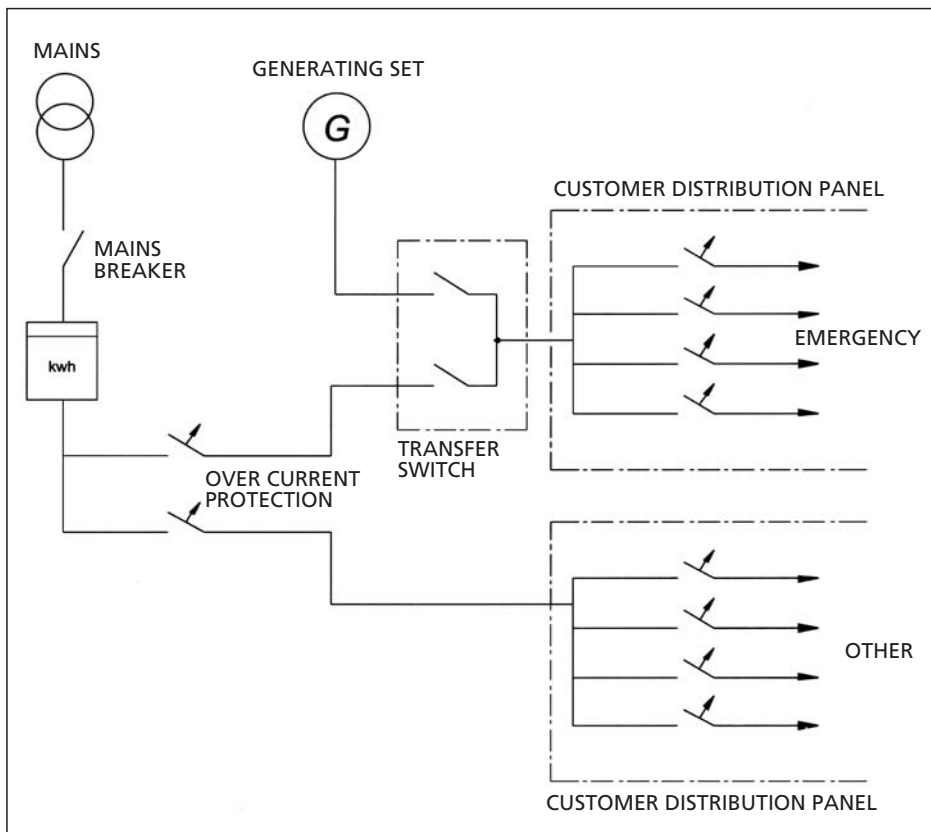 MAINS
GENERATING SET
G
CUSTOMER DISTRIBUTION PANEL
MAINS
BREAKER
kwh
EMERGENCY
TRANSFER
SWITCH
OVER CURRENT
PROTECTION
OTHER
CUSTOMER DISTRIBUTION PANEL